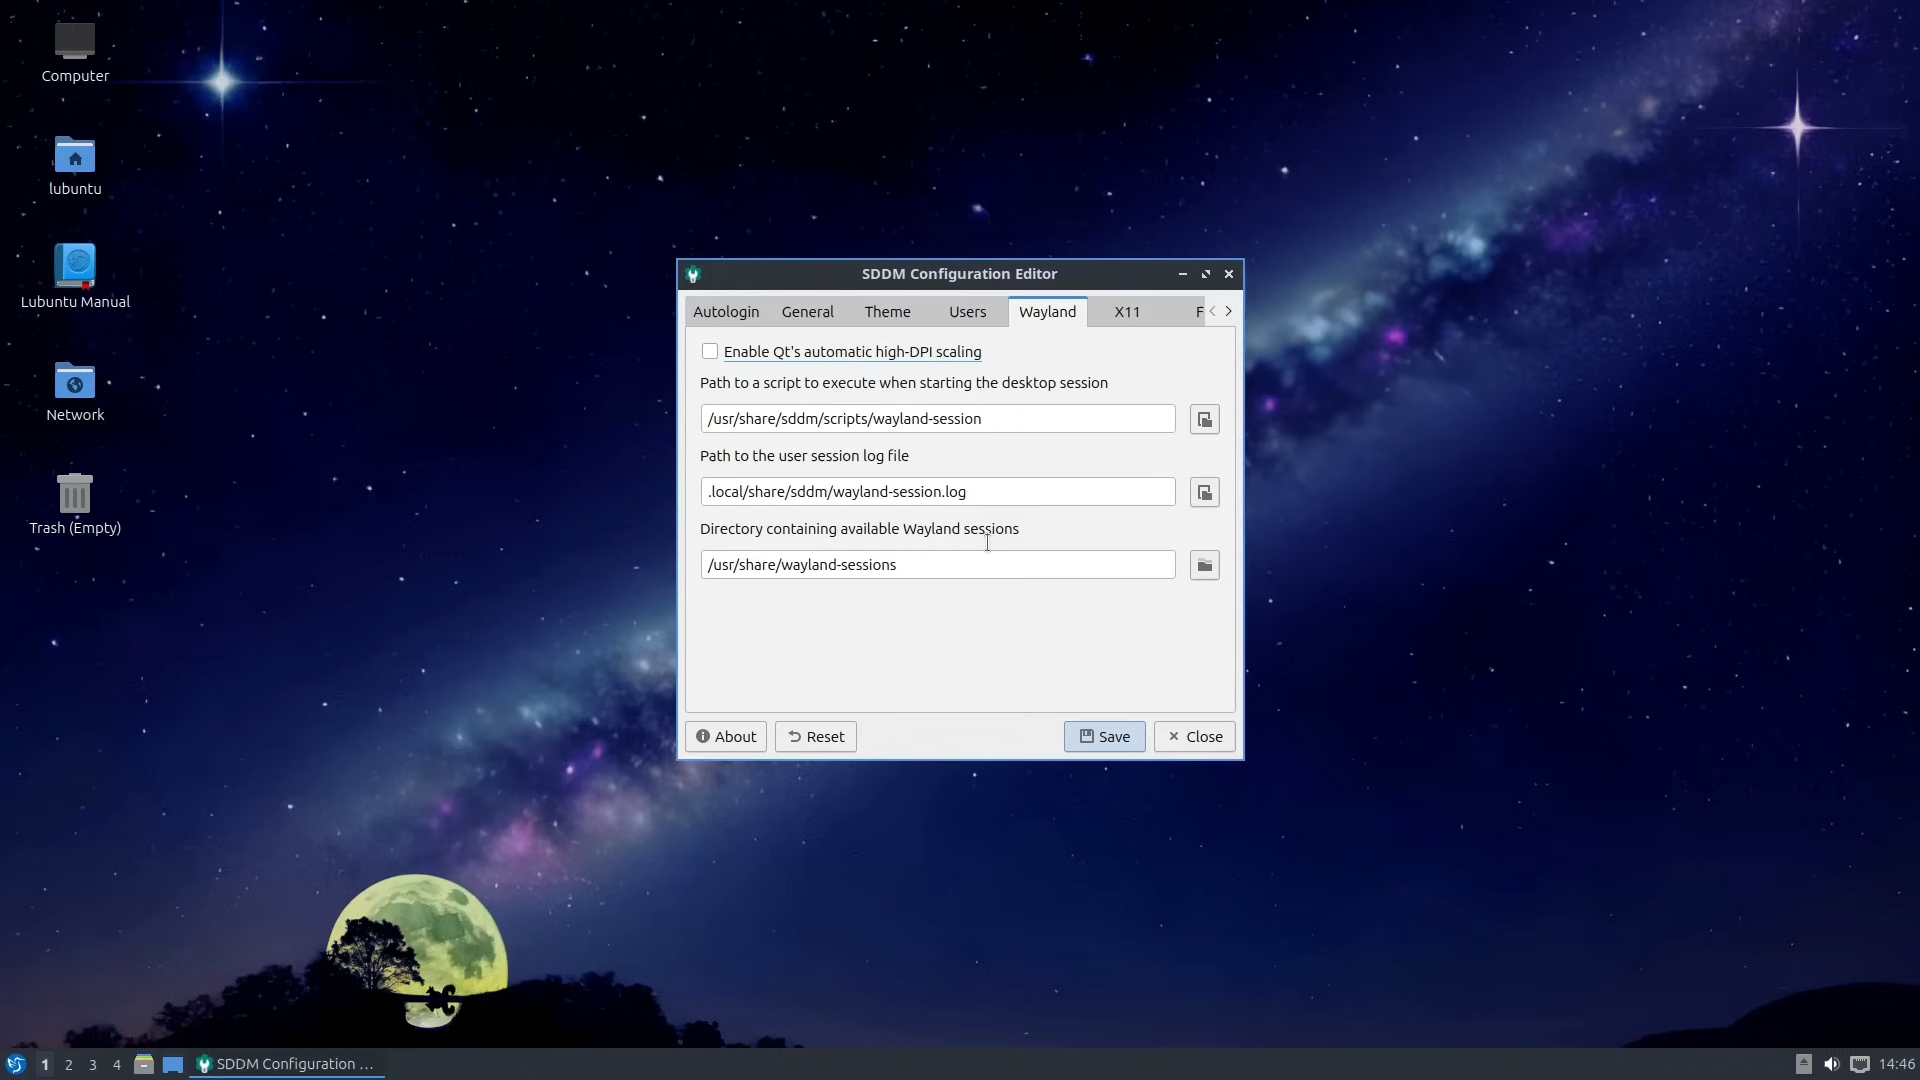 Computer
lubuntu
Lubuntu Manual
Network
Trash (Empty)
SDDM Configuration Editor
Autologin General Theme Users Wayland X11 F
Enable Qt's automatic high-DPI scaling
Path to a script to execute when starting the desktop session
/usr/share/sddm/scripts/wayland-session
Path to the user session log file
.local/share/sddm/wayland-session.log
Directory containing available Wayland sessions
/usr/share/wayland-sessions
About Reset Save Close
1 2 3 4 SDDM Configuration ... 14:46